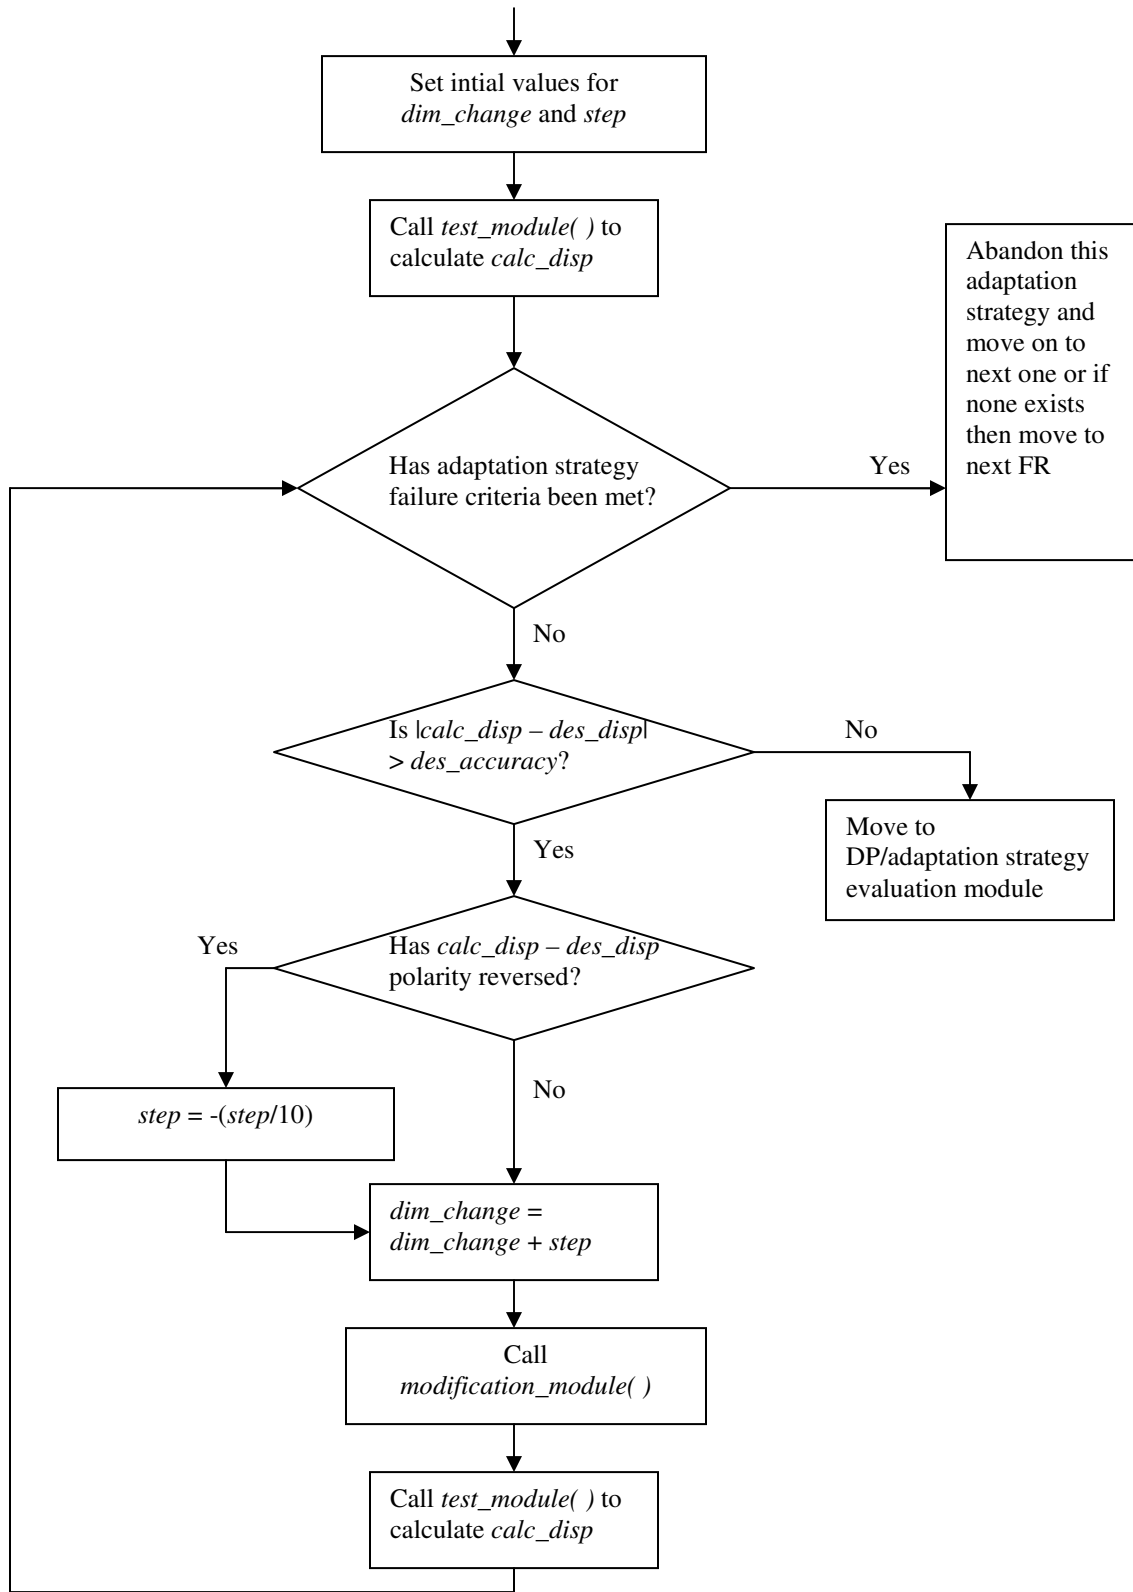 Set intial values for
dim_change and step
Call test_module( ) to
calculate calc_disp
Abandon this
adaptation
strategy and
move on to
next one or if
none exists
then move to
next FR
Has adaptation strategy
failure criteria been met?
Yes
No
Is |calc_disp – des_disp|
> des_accuracy?
No
Move to
DP/adaptation strategy
evaluation module
Yes
Has calc_disp – des_disp
polarity reversed?
Yes
No
step = -(step/10)
dim_change =
dim_change + step
Call
modification_module( )
Call test_module( ) to
calculate calc_disp